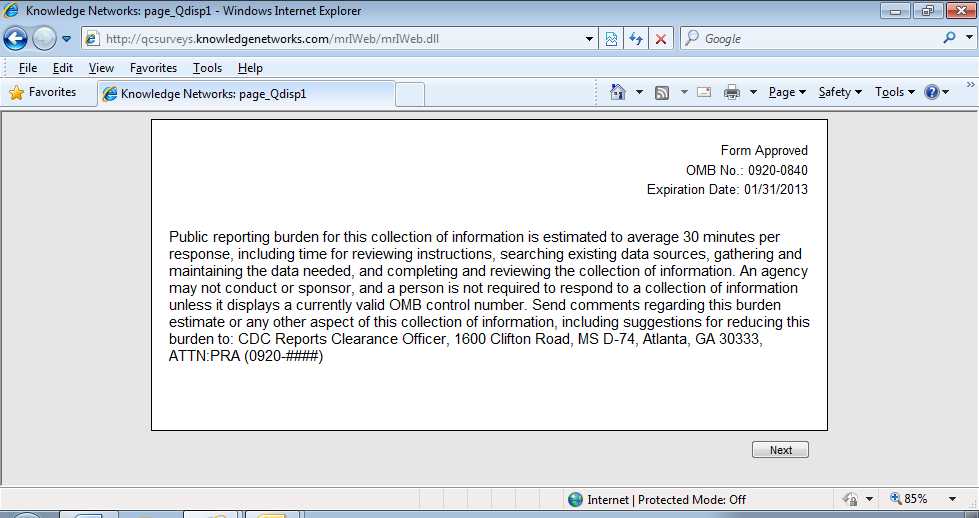 Knowledge Networks: page_Qdisp1 - Windows Internet Explorer
http://qcsurveys.knowledgenetworks.com/mrIWeb/mrIWeb.dll
Google
File Edit View Favorites Tools Help
Favorites
Knowledge Networks: page_Qdisp1
Page Safety Tools
Form Approved
OMB No.: 0920-0840
Expiration Date: 01/31/2013
Public reporting burden for this collection of information is estimated to average 30 minutes per
response, including time for reviewing instructions, searching existing data sources, gathering and
maintaining the data needed, and completing and reviewing the collection of information. An agency
may not conduct or sponsor, and a person is not required to respond to a collection of information
unless it displays a currently valid OMB control number. Send comments regarding this burden
estimate or any other aspect of this collection of information, including suggestions for reducing this
burden to: CDC Reports Clearance Officer, 1600 Clifton Road, MS D-74, Atlanta, GA 30333,
ATTN:PRA (0920-####)
Next
Internet | Protected Mode: Off
85%